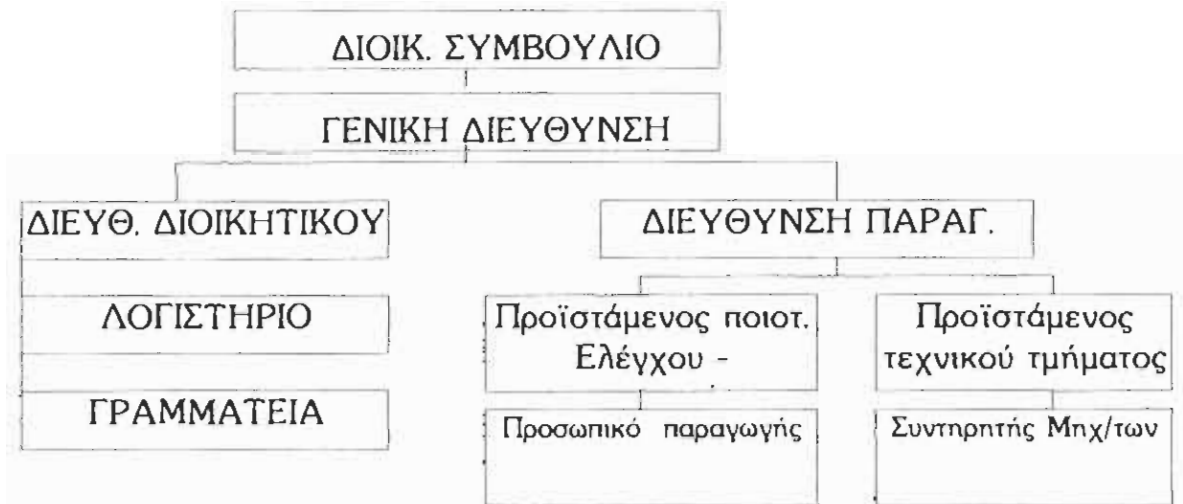 ΔΙΟΙΚ. ΣΥΜΒΟΥΛΙΟ
ΓΕΝΙΚΗ ΔΙΕΥΘΥΝΣΗ
ΔΙΕΥΘ. ΔΙΟΙΚΗΤΙΚΟΥ
ΔΙΕΥΘΥΝΣΗ ΠΑΡΑΓ.
ΛΟΓΙΣΤΗΡΙΟ
ΓΡΑΜΜΑΤΕΙΑ
Προϊστάμενος ποιοτ.
Ελέγχου -
Προσωπικό παραγωγής
Προϊστάμενος
τεχνικού τμήματος
Συντηρητής Μηχ/των